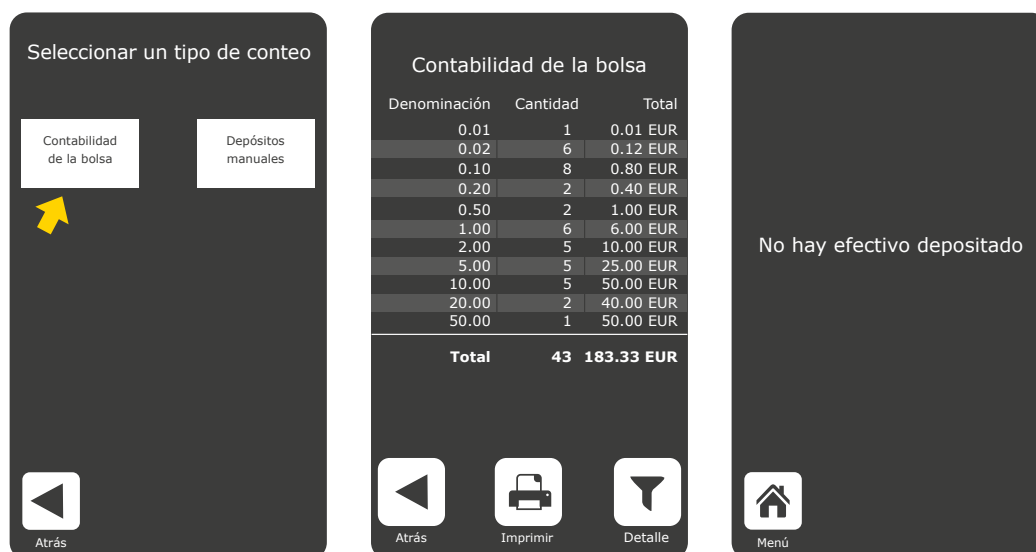 Seleccionar un tipo de conteo
Contabilidad
de la bolsa
Depósitos
manuales
Atrás
Contabilidad de la bolsa
Denominación Cantidad Total
0.01 1 0.01 EUR
0.02 6 0.12 EUR
0.10 8 0.80 EUR
0.20 2 0.40 EUR
0.50 2 1.00 EUR
1.00 6 6.00 EUR
2.00 5 10.00 EUR
5.00 5 25.00 EUR
10.00 5 50.00 EUR
20.00 2 40.00 EUR
50.00 1 50.00 EUR
Total 43 183.33 EUR
Atrás Imprimir Detalle
No hay efectivo depositado
Menú